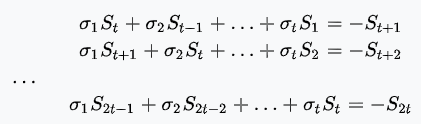 σ₁Sₜ + σ₂Sₜ₋₁ + … + σₜS₁ = −Sₜ₊₁
σ₁Sₜ₊₁ + σ₂Sₜ + … + σₜS₂ = −Sₜ₊₂
…
σ₁S₂ₜ₋₁ + σ₂S₂ₜ₋₂ + … + σₜSₜ = −S₂ₜ